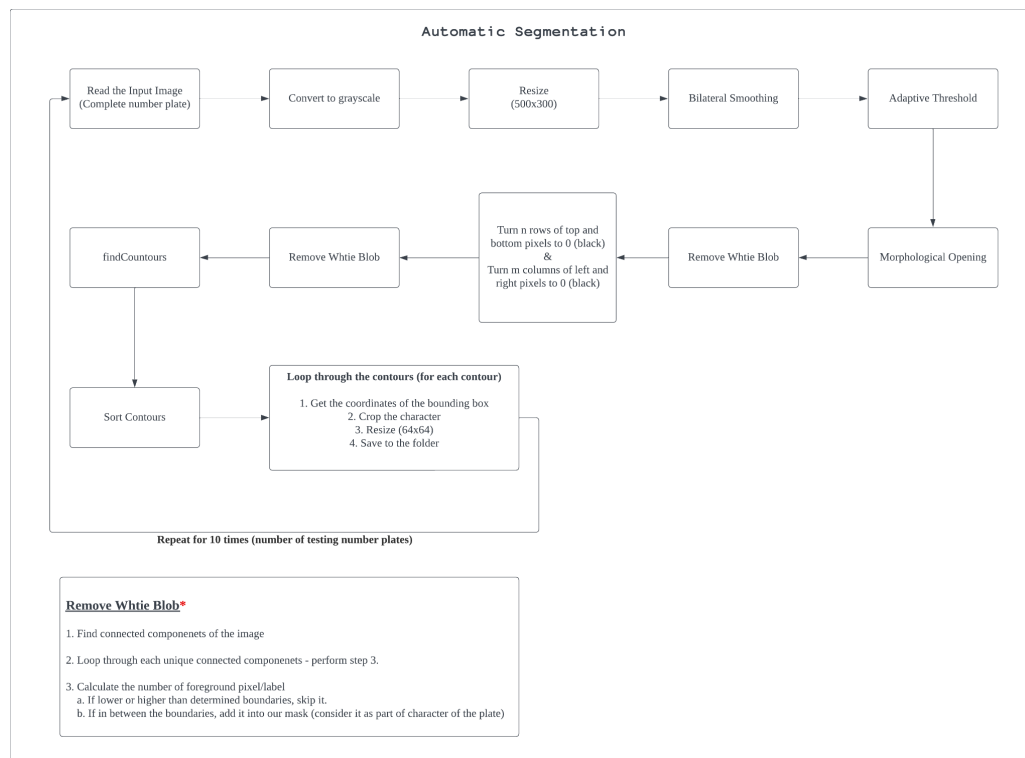 Automatic Segmentation
Read the Input Image
(Complete number plate)
Convert to grayscale
Resize
(500x300)
Bilateral Smoothing
Adaptive Threshold
Morphological Opening
Remove Whtie Blob
Turn n rows of top and
bottom pixels to 0 (black)
&
Turn m columns of left and
right pixels to 0 (black)
Remove Whtie Blob
findCountours
Sort Contours
Loop through the contours (for each contour)
1. Get the coordinates of the bounding box
2. Crop the character
3. Resize (64x64)
4. Save to the folder
Repeat for 10 times (number of testing number plates)
Remove Whtie Blob*
1. Find connected componenets of the image
2. Loop through each unique connected componenets - perform step 3.
3. Calculate the number of foreground pixel/label
a. If lower or higher than determined boundaries, skip it.
b. If in between the boundaries, add it into our mask (consider it as part of character of the plate)